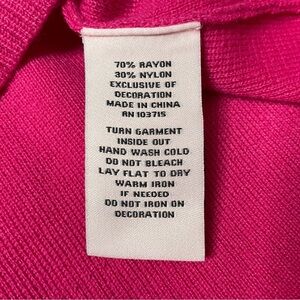 70% RAYON
30% NYLON
EXCLUSIVE OF
DECORATION
MADE IN CHINA
RN 103715
TURN GARMENT
INSIDE OUT
HAND WASH COLD
DO NOT BLEACH
LAY FLAT TO DRY
WARM IRON
IF NEEDED
DO NOT IRON ON
DECORATION